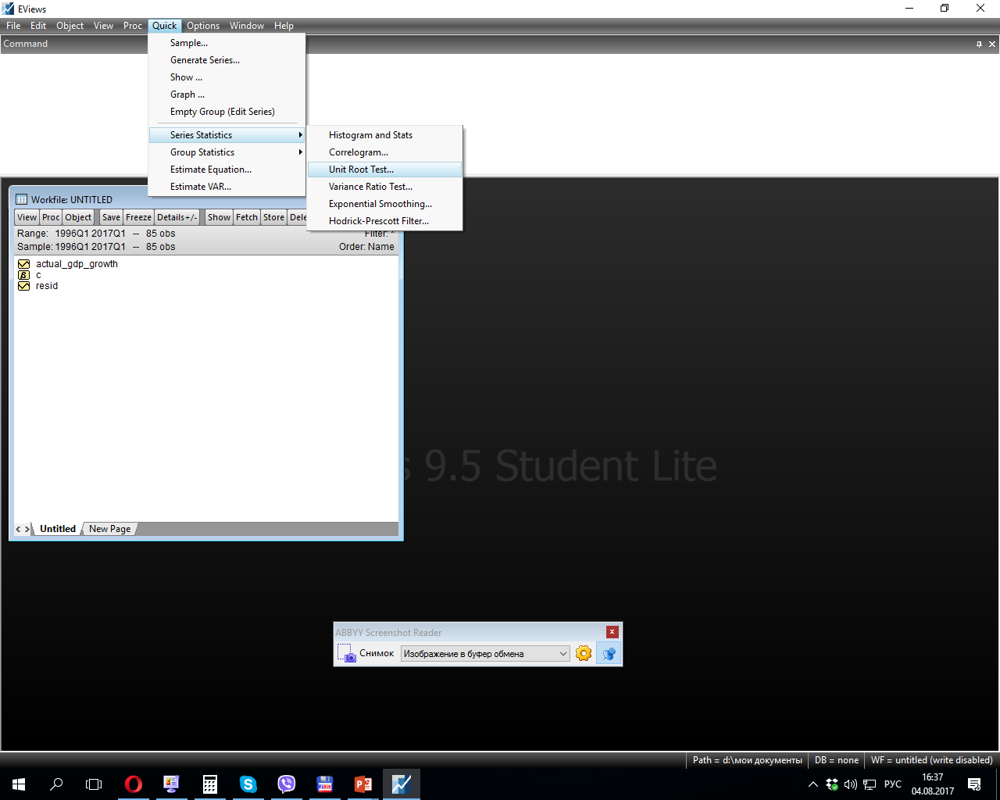 EViews
File Edit Object View Proc Quick Options Window Help
Command
Sample...
Generate Series...
Show ...
Graph ...
Empty Group (Edit Series)
Series Statistics
Group Statistics
Estimate Equation...
Estimate VAR...
Histogram and Stats
Correlogram...
Unit Root Test...
Variance Ratio Test...
Exponential Smoothing...
Hodrick-Prescott Filter...
Workfile: UNTITLED
View Proc Object Save Freeze Details+/- Show Fetch Store Dele
Range: 1996Q1 2017Q1 -- 85 obs Filter: *
Sample: 1996Q1 2017Q1 -- 85 obs Order: Name
actual_gdp_growth
β c
resid
s 9.5 Student Lite
< > Untitled New Page
ABBYY Screenshot Reader
Снимок Изображение в буфер обмена
Path = d:\мои документы DB = none WF = untitled (write disabled)
FixIt
РУС
16:37
04.08.2017